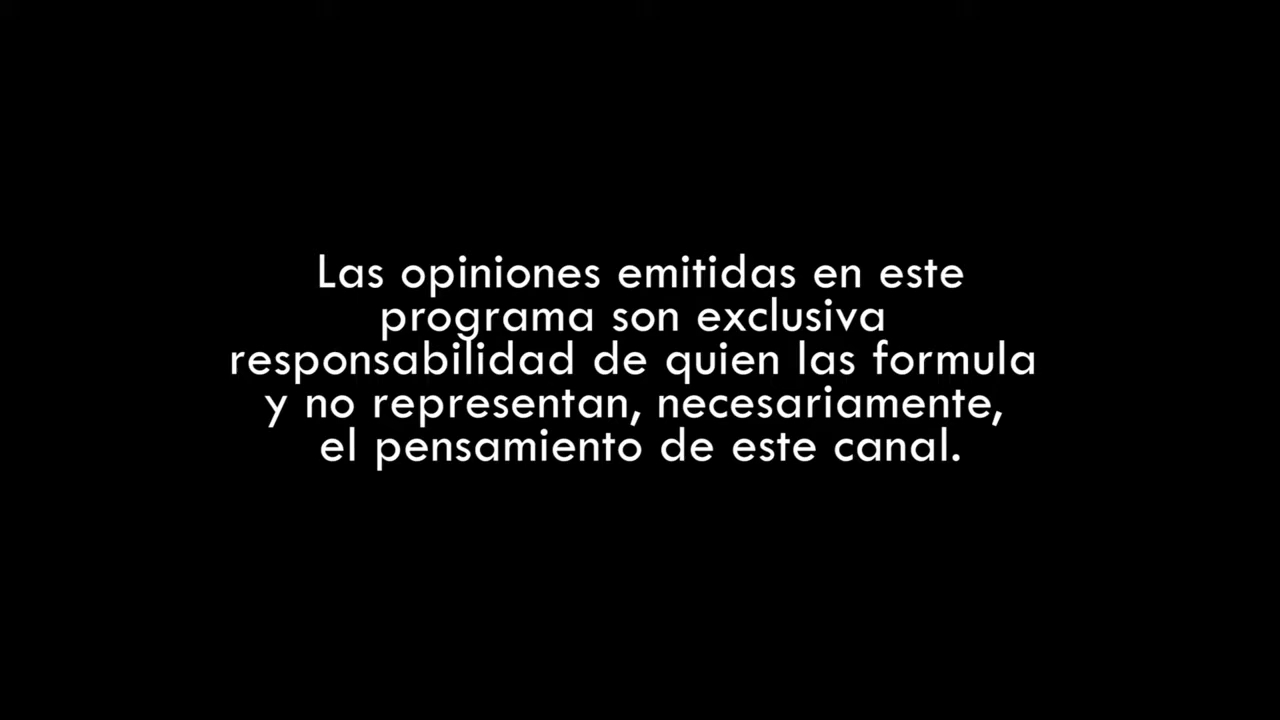 Las opiniones emitidas en este
programa son exclusiva
responsabilidad de quien las formula
y no representan, necesariamente,
el pensamiento de este canal.